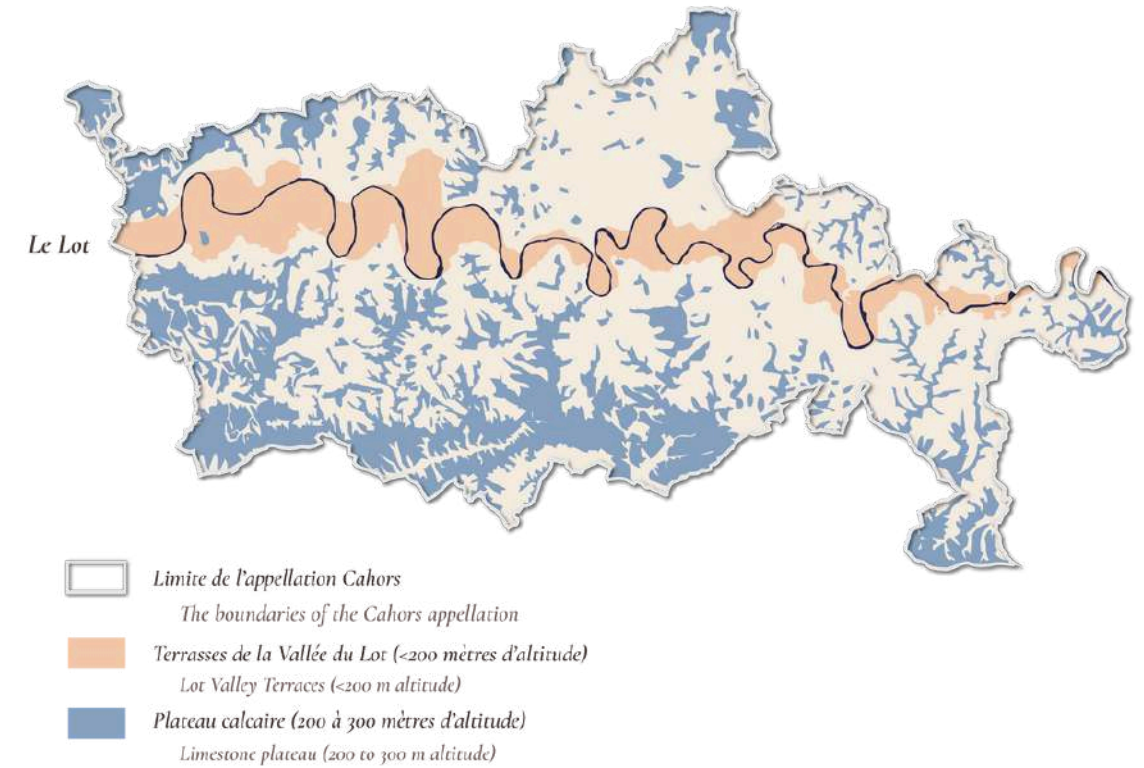 Le Lot
Limite de l'appellation Cahors
The boundaries of the Cahors appellation
Terrasses de la Vallée du Lot (<200 mètres d'altitude)
Lot Valley Terraces (<200 m altitude)
Plateau calcaire (200 à 300 mètres d'altitude)
Limestone plateau (200 to 300 m altitude)